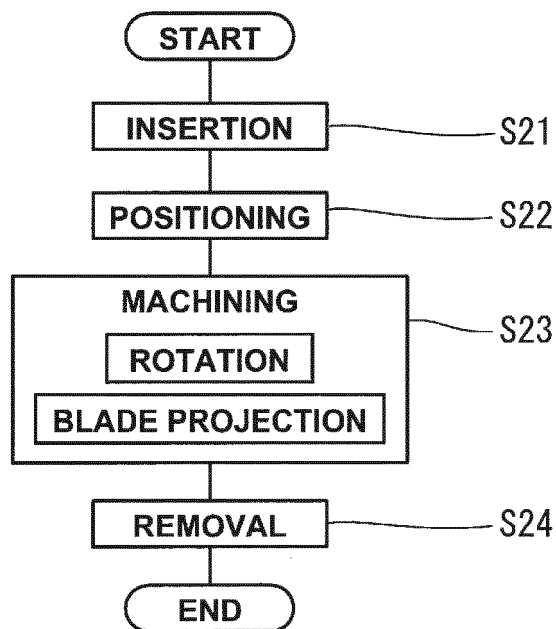 START
INSERTION
S21
POSITIONING
S22
MACHINING
S23
ROTATION
BLADE PROJECTION
REMOVAL
S24
END